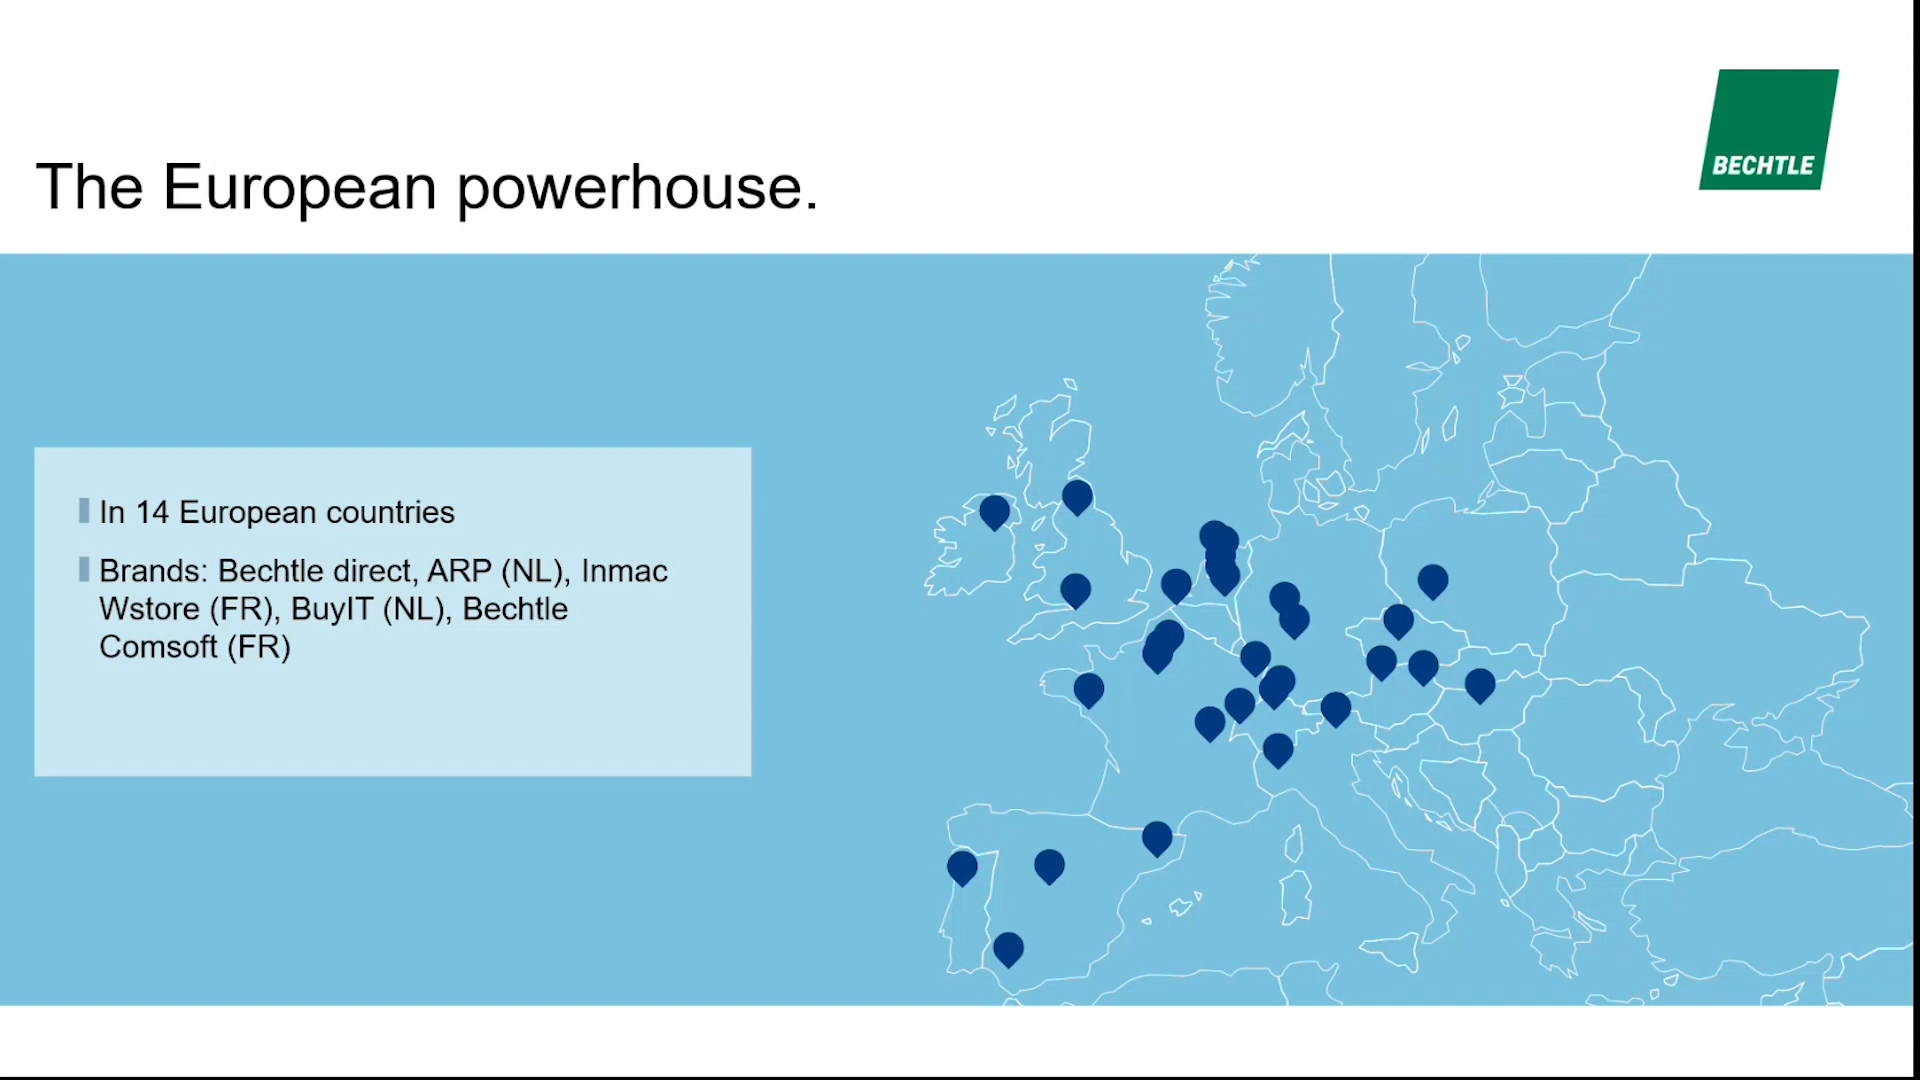 BECHTLE
The European powerhouse.
In 14 European countries
Brands: Bechtle direct, ARP (NL), Inmac
Wstore (FR), BuyIT (NL), Bechtle
Comsoft (FR)